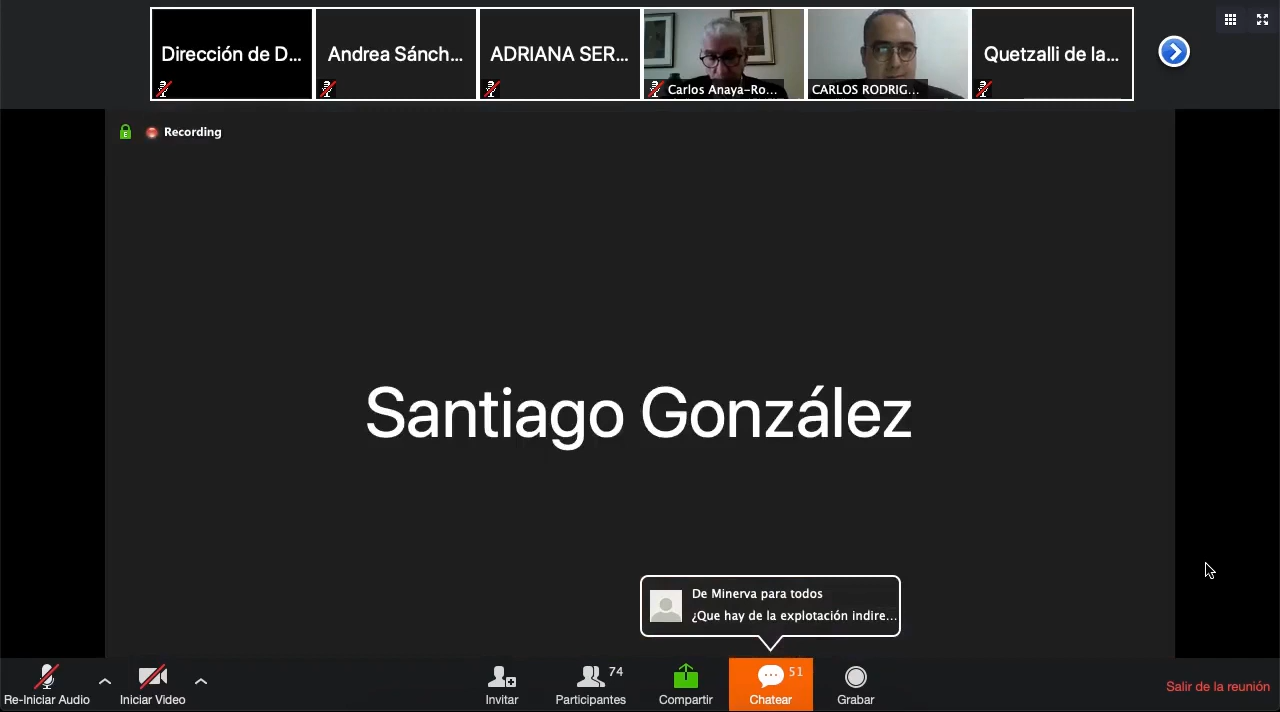 Dirección de D...
Andrea Sánch...
ADRIANA SER...
Carlos Anaya-Ro...
CARLOS RODRIG...
Quetzalli de la...
Recording
Santiago González
De Minerva para todos
¿Que hay de la explotación indire...
Re-Iniciar Audio
Iniciar Video
Invitar
74
Participantes
Compartir
51
Chatear
Grabar
Salir de la reunión